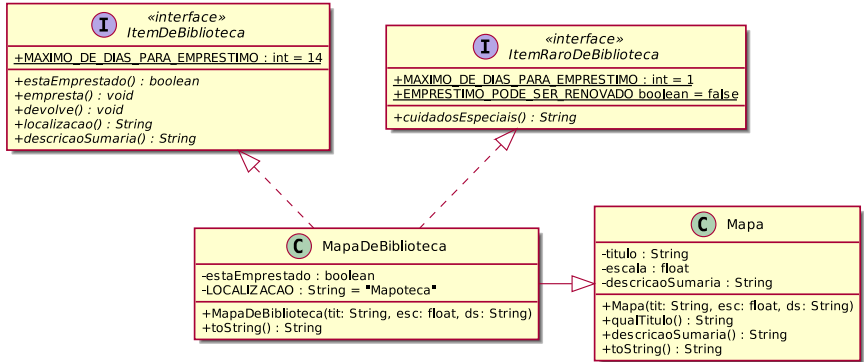 I
«interface»
ItemDeBiblioteca
+MAXIMO_DE_DIAS_PARA_EMPRESTIMO : int = 14
+estaEmprestado() : boolean
+empresta() : void
+devolve() : void
+localizacao() : String
+descricaoSumaria() : String
I
«interface»
ItemRaroDeBiblioteca
+MAXIMO_DE_DIAS_PARA_EMPRESTIMO : int = 1
+EMPRESTIMO_PODE_SER_RENOVADO boolean = false
+cuidadosEspeciais() : String
C MapaDeBiblioteca
-estaEmprestado : boolean
-LOCALIZACAO : String = "Mapoteca"
+MapaDeBiblioteca(tit: String, esc: float, ds: String)
+toString() : String
C Mapa
-titulo : String
-escala : float
-descricaoSumaria : String
+Mapa(tit: String, esc: float, ds: String)
+qualTitulo() : String
+descricaoSumaria() : String
+toString() : String